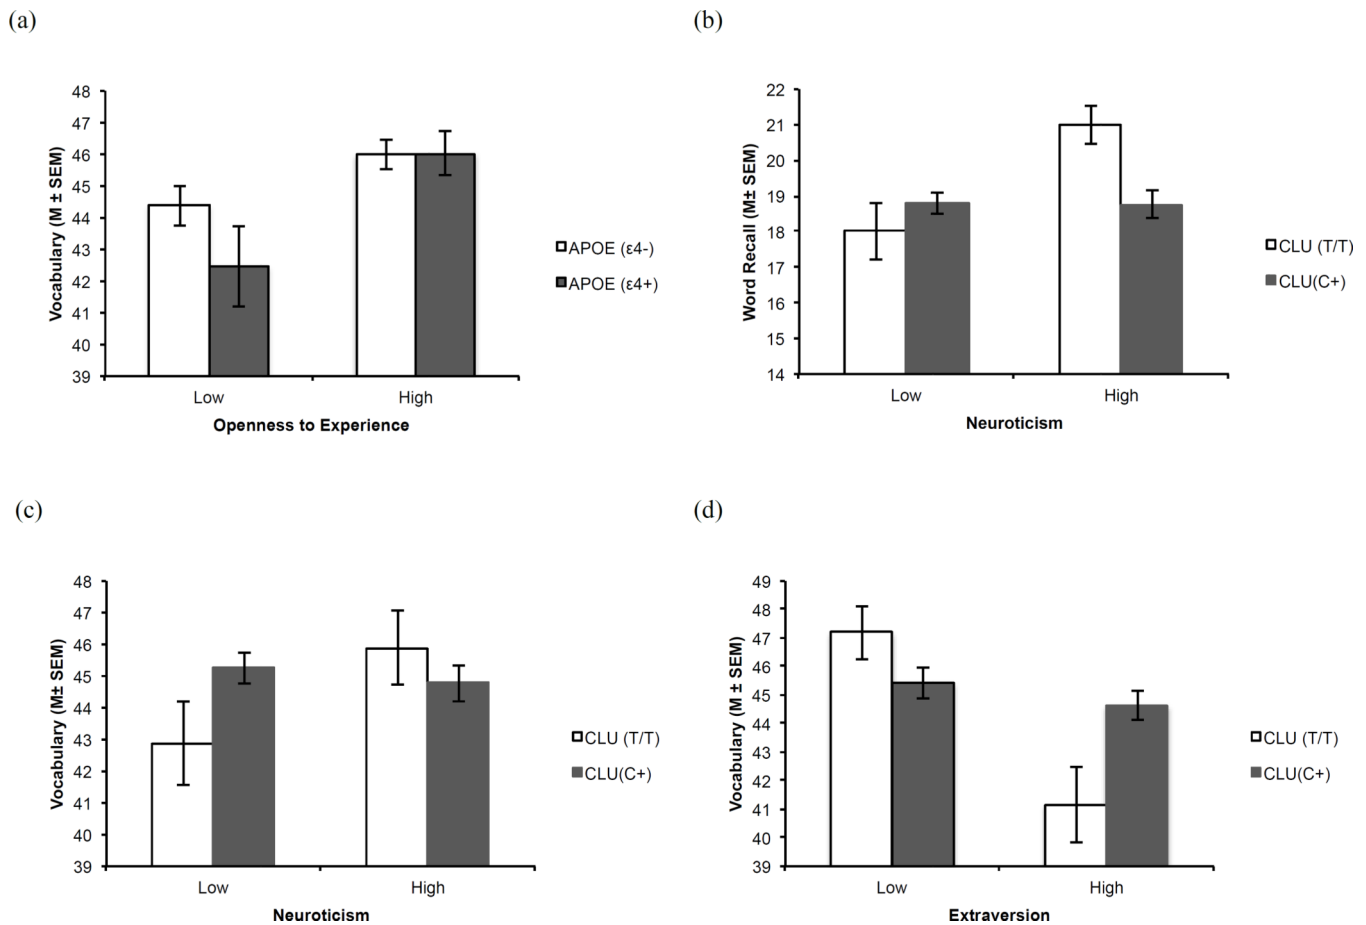 (a)
48
47
46
45
44
43
42
41
40
39
Vocabulary (M ± SEM)
Low
High
Openness to Experience
APOE (ε4-)
APOE (ε4+)
(b)
22
21
20
19
18
17
16
15
14
Word Recall (M± SEM)
Low
High
Neuroticism
CLU (T/T)
CLU(C+)
(c)
48
47
46
45
44
43
42
41
40
39
Vocabulary (M± SEM)
Low
High
Neuroticism
CLU (T/T)
CLU(C+)
(d)
49
48
47
46
45
44
43
42
41
40
39
Vocabulary (M ± SEM)
Low
High
Extraversion
CLU (T/T)
CLU(C+)